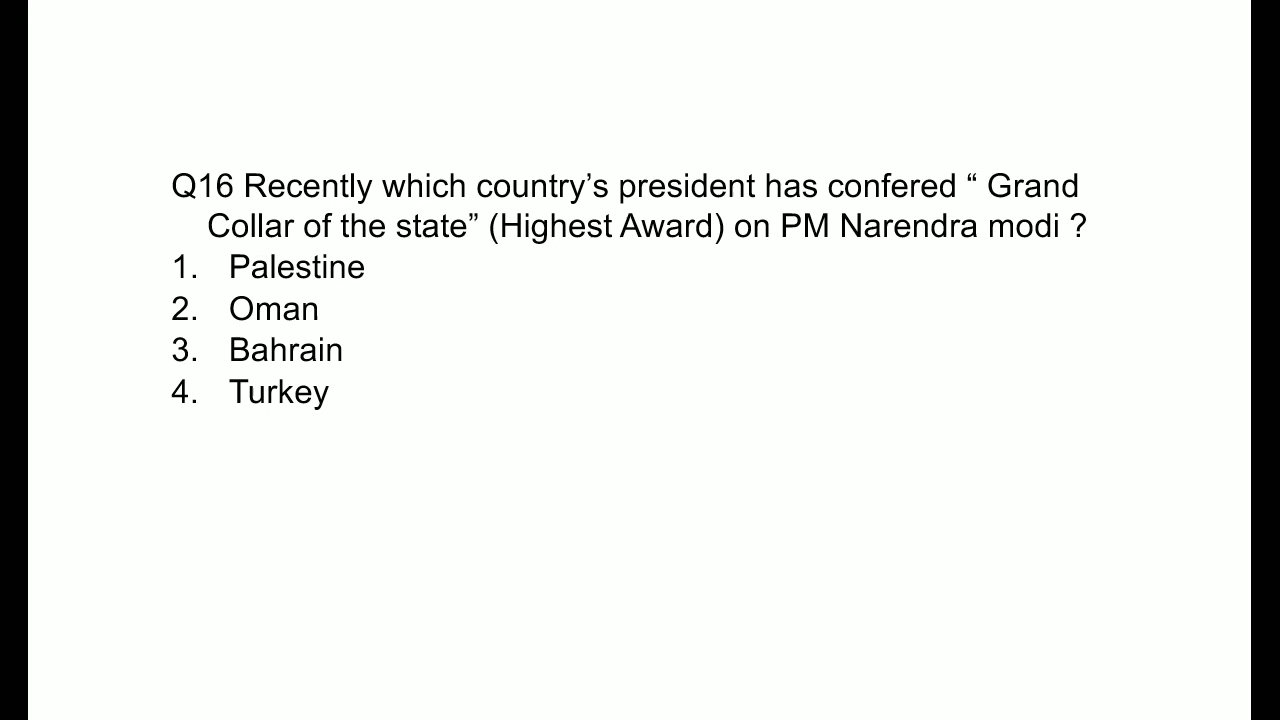 Q16 Recently which country’s president has confered “ Grand
Collar of the state” (Highest Award) on PM Narendra modi ?
1. Palestine
2. Oman
3. Bahrain
4. Turkey